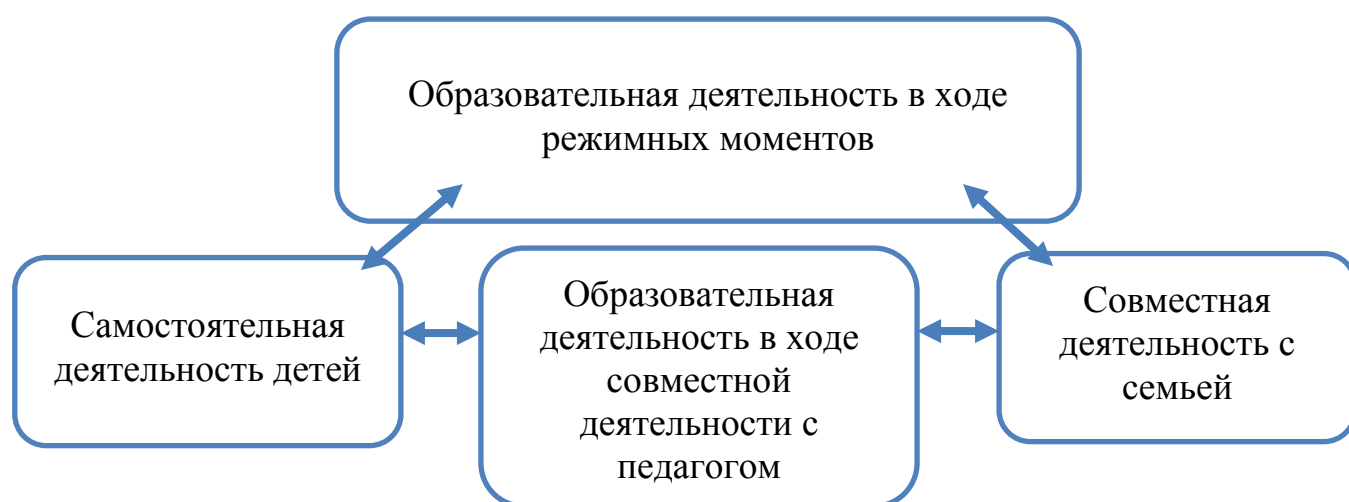 Образовательная деятельность в ходе
режимных моментов
Самостоятельная
деятельность детей
Образовательная
деятельность в ходе
совместной
деятельности с
педагогом
Совместная
деятельность с
семьей